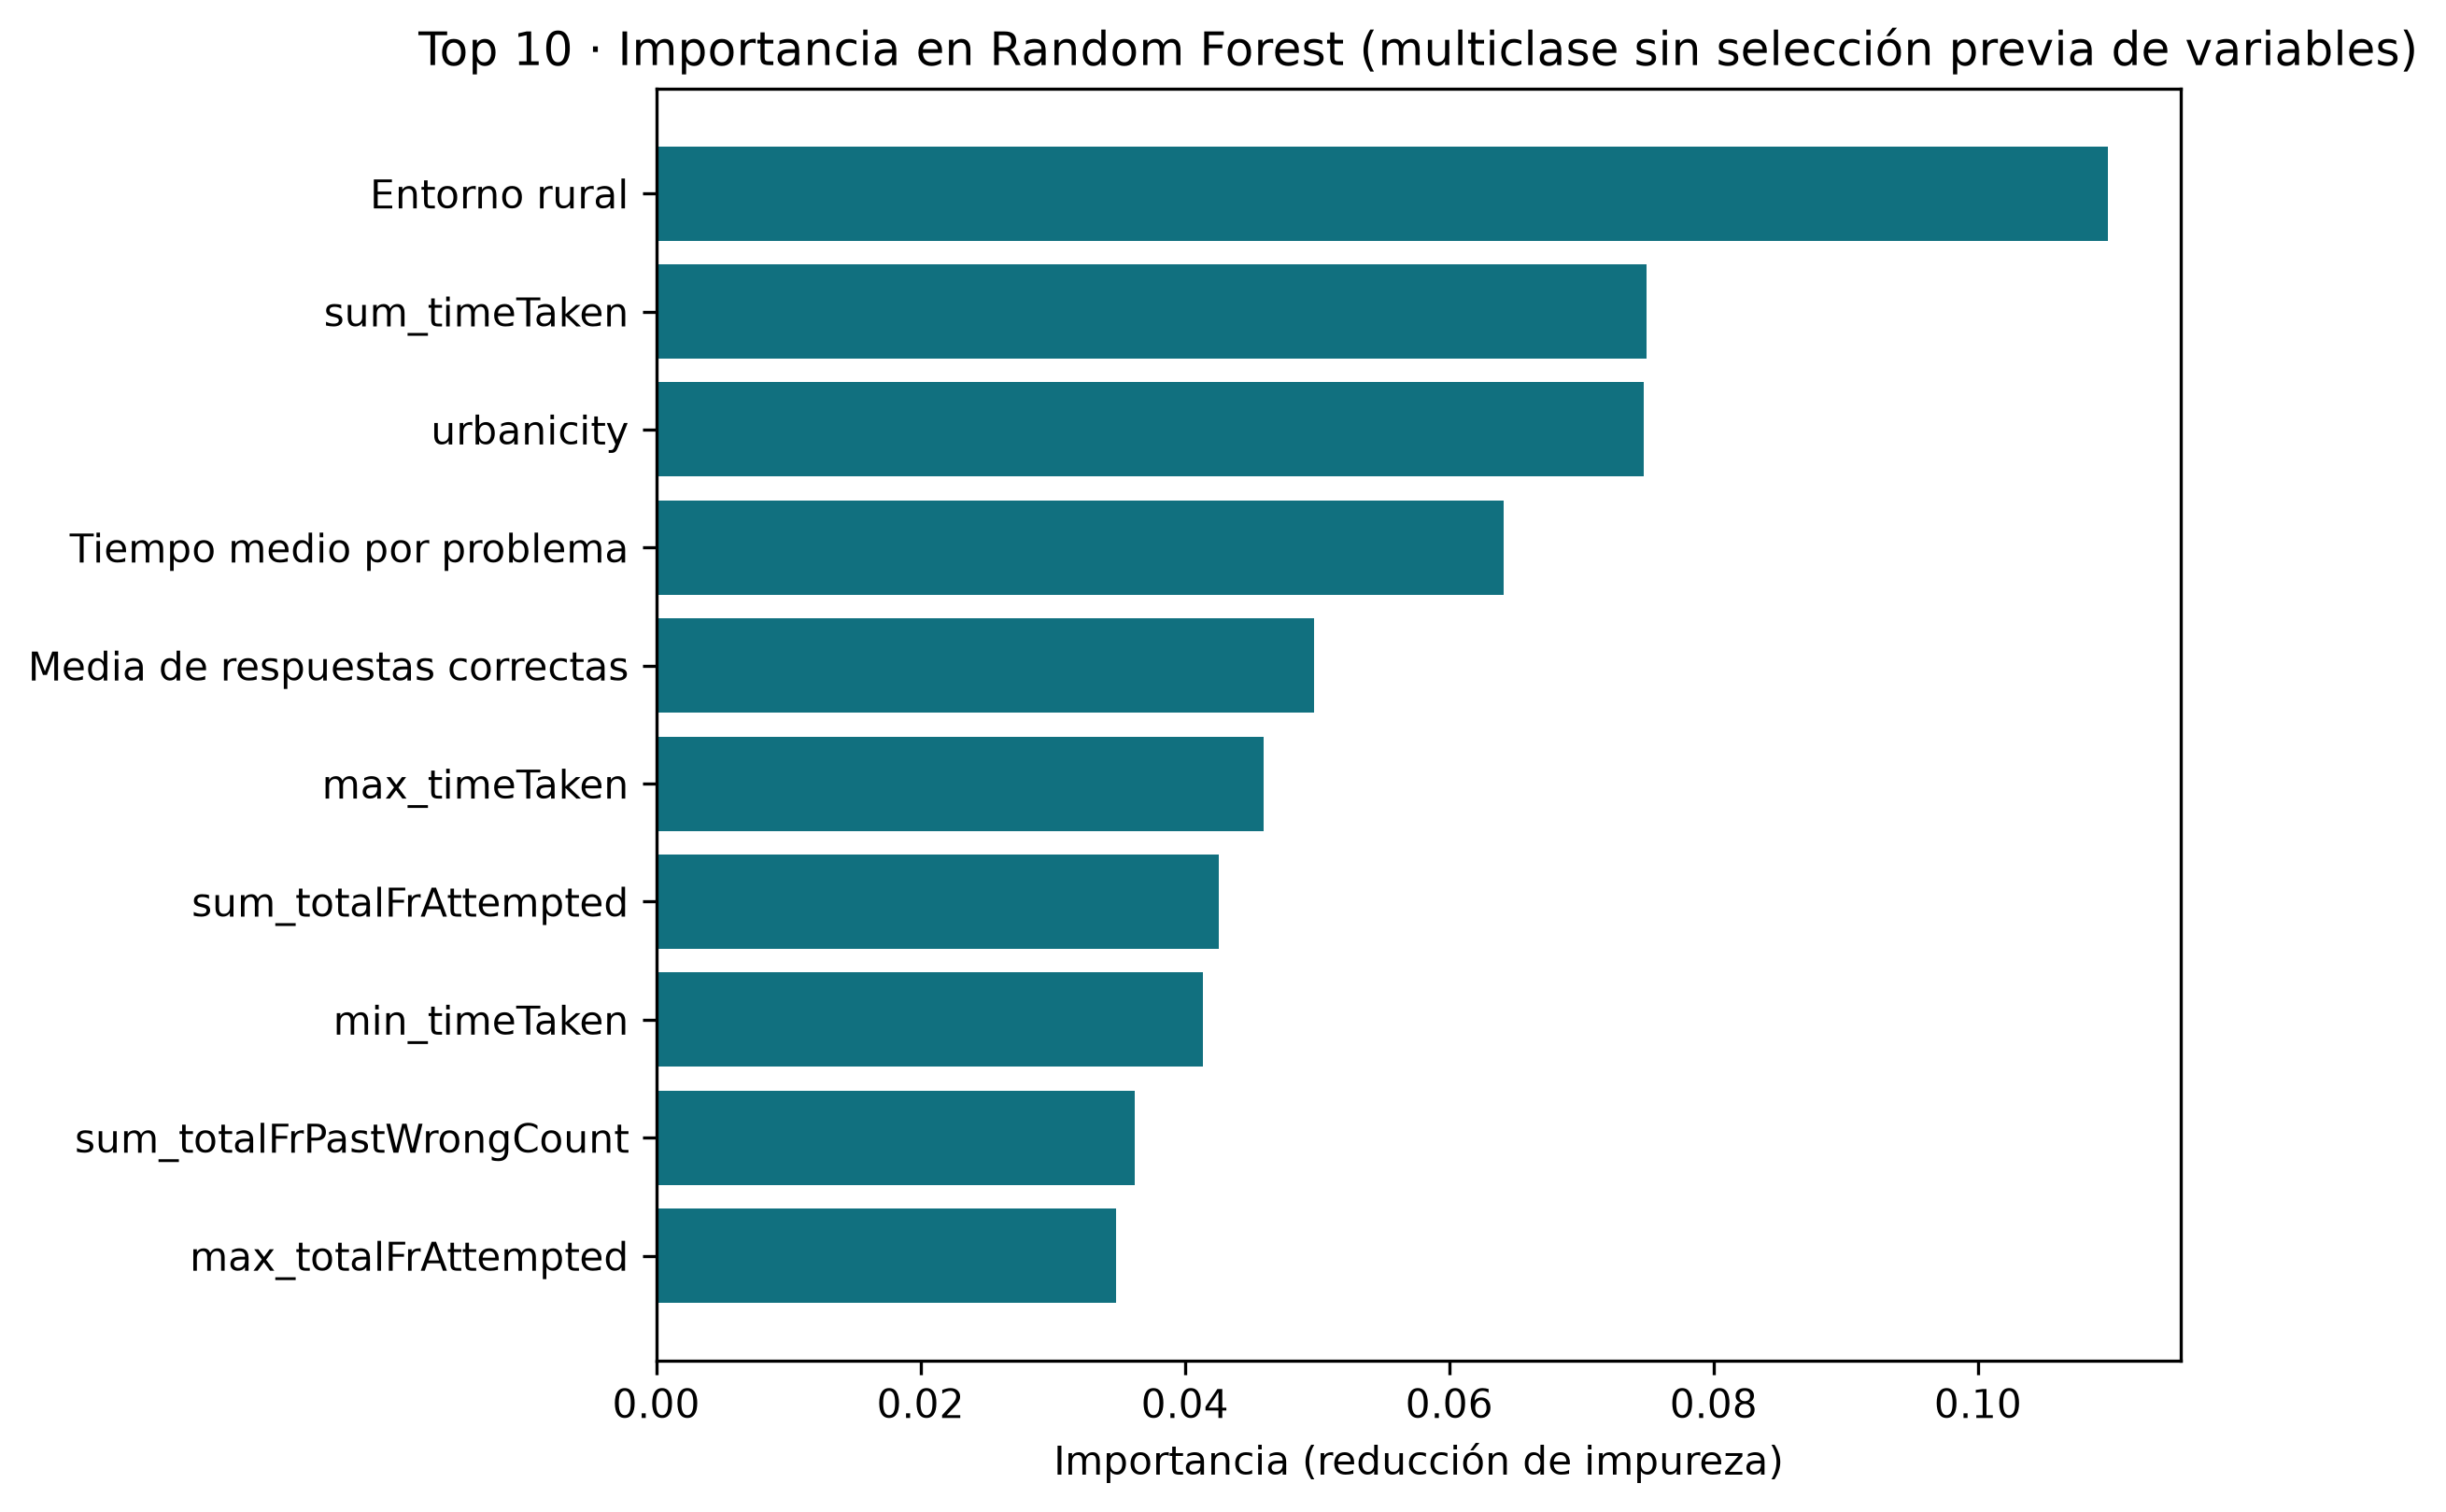 Top 10 · Importancia en Random Forest (multiclase sin selección previa de variables)
Entorno rural
sum_timeTaken
urbanicity
Tiempo medio por problema
Media de respuestas correctas
max_timeTaken
sum_totalFrAttempted
min_timeTaken
sum_totalFrPastWrongCount
max_totalFrAttempted
0.00 0.02 0.04 0.06 0.08 0.10
Importancia (reducción de impureza)